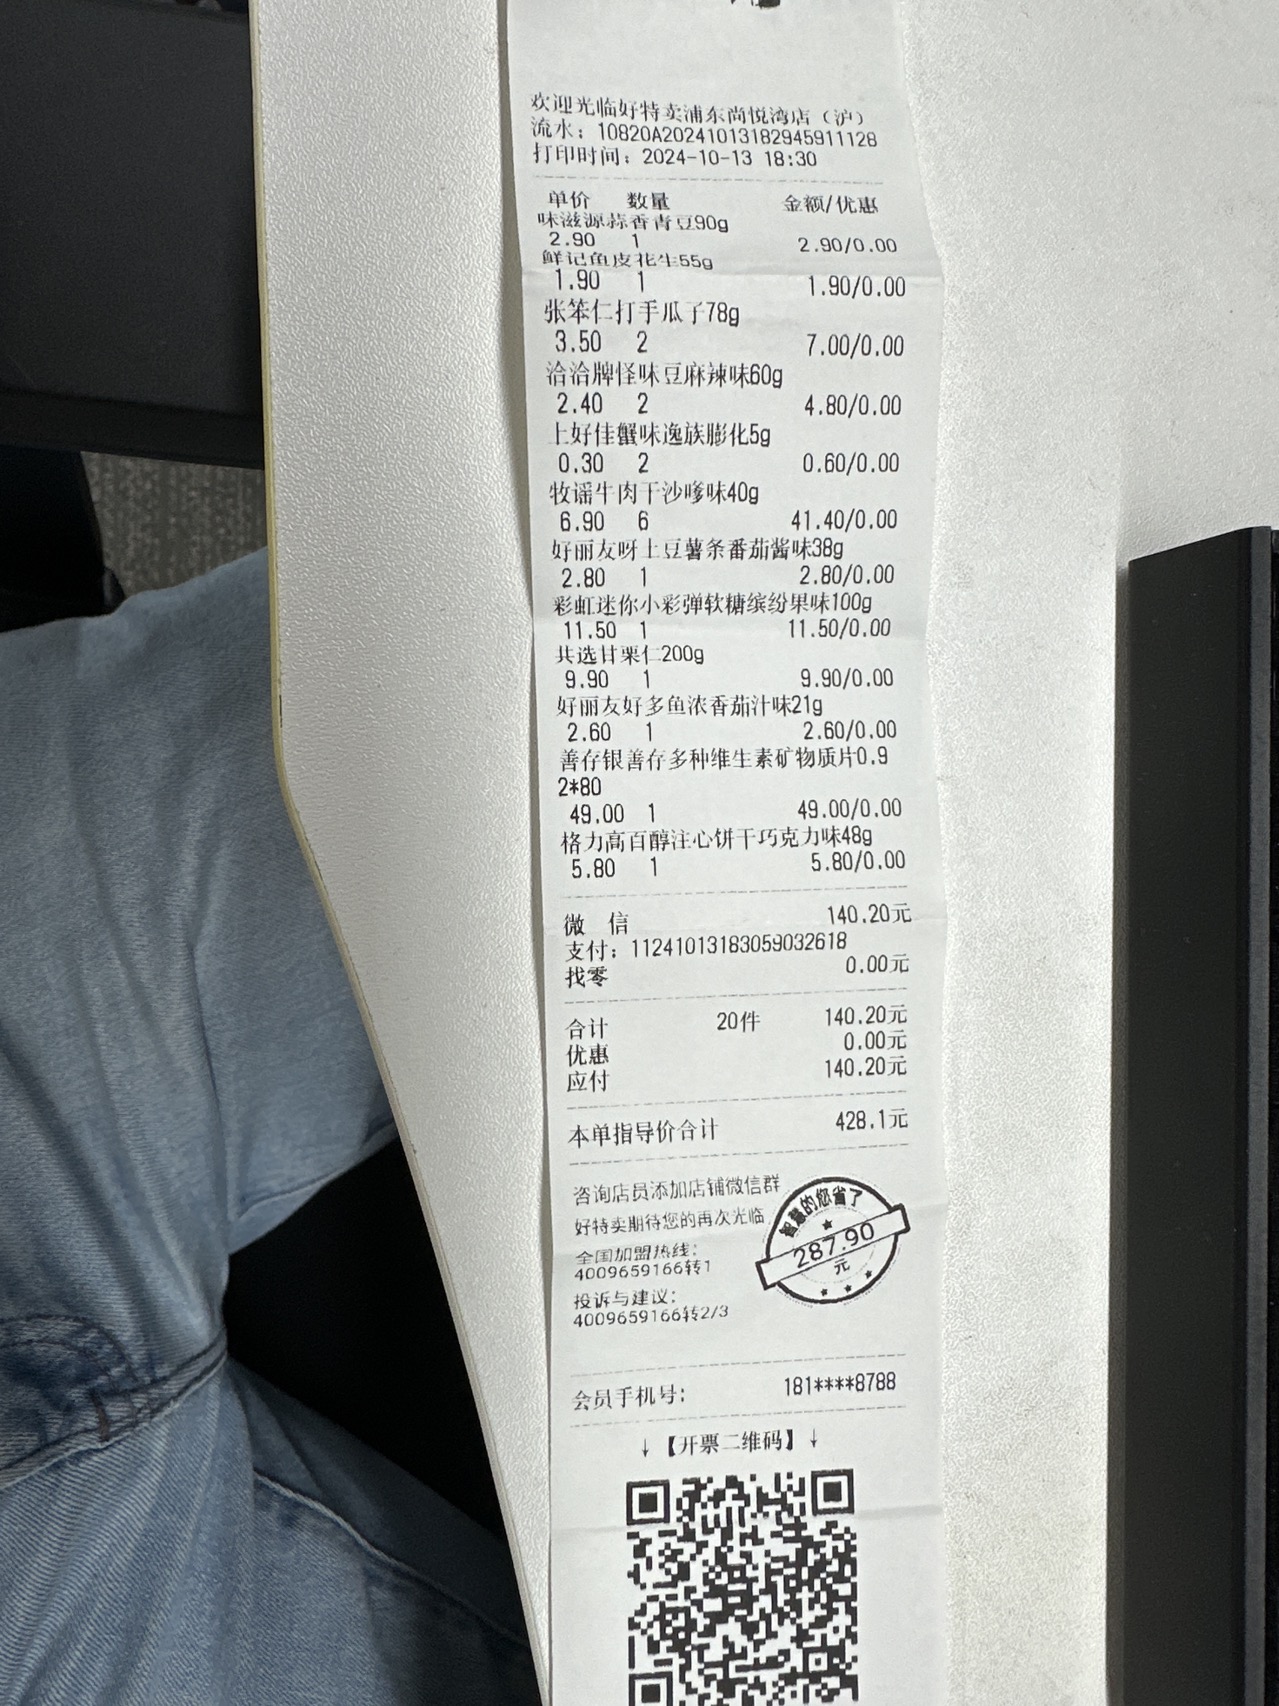 欢迎光临好特卖浦东尚悦湾店（沪）
流水：10820A20241013182945911128
打印时间：2024-10-13 18:30
单价 数量 金额/优惠
味滋源蒜香青豆90g
2.90 1 2.90/0.00
鲜记鱼皮花生55g
1.90 1 1.90/0.00
张笨仁打手瓜子78g
3.50 2 7.00/0.00
洽洽牌怪味豆麻辣味60g
2.40 2 4.80/0.00
上好佳蟹味逸族膨化5g
0.30 2 0.60/0.00
牧谣牛肉干沙嗲味40g
6.90 6 41.40/0.00
好丽友呀土豆薯条番茄酱味38g
2.80 1 2.80/0.00
彩虹迷你小彩弹软糖缤纷果味100g
11.50 1 11.50/0.00
共选甘栗仁200g
9.90 1 9.90/0.00
好丽友好多鱼浓香茄汁味21g
2.60 1 2.60/0.00
善存银善存多种维生素矿物质片0.9
2*80
49.00 1 49.00/0.00
格力高百醇注心饼干巧克力味48g
5.80 1 5.80/0.00
微 信 140.20元
支付：11241013183059032618
找零 0.00元
合计 20件 140.20元
优惠 0.00元
应付 140.20元
本单指导价合计 428.1元
咨询店员添加店铺微信群
好特卖期待您的再次光临
全国加盟热线：
4009659166转1
投诉与建议：
4009659166转2/3
智慧的您省了
287.90
元
会员手机号： 181****8788
↓【开票二维码】↓